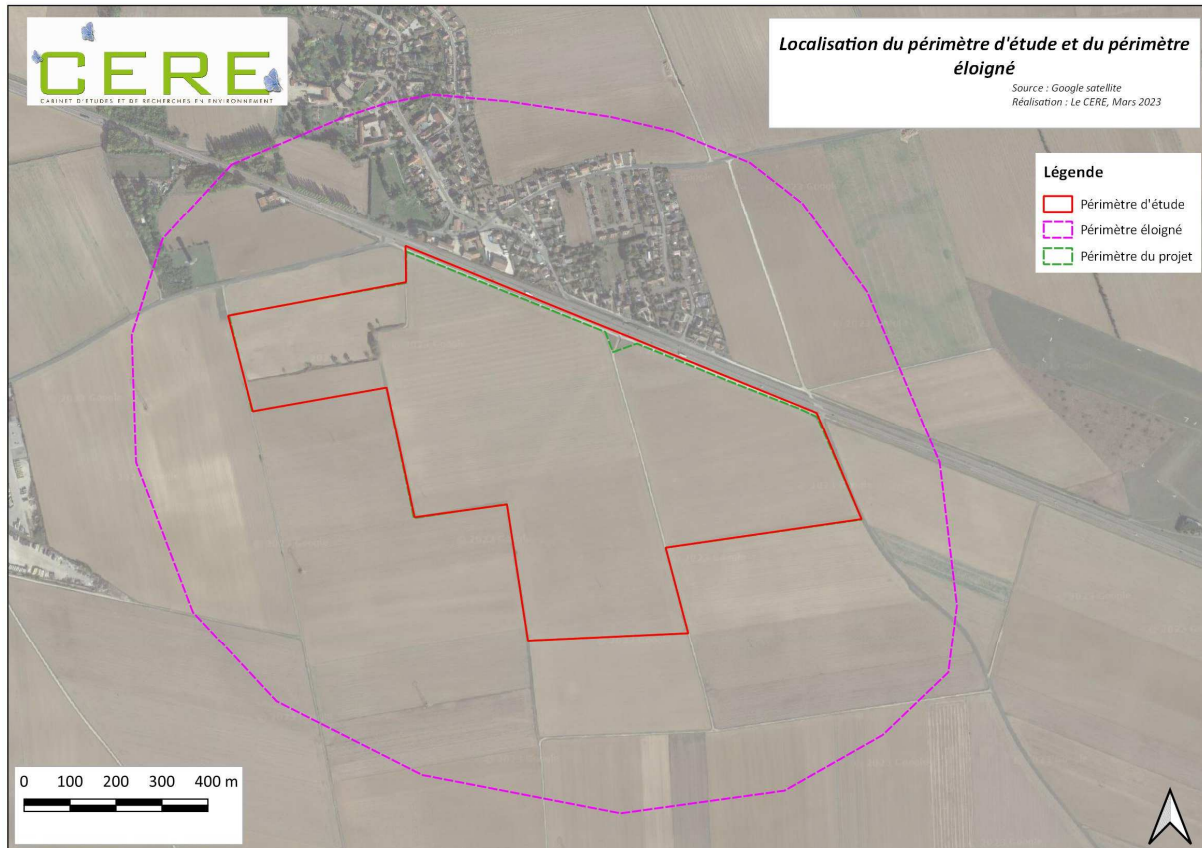 CERE
CABINET D'ETUDES ET DE RECHERCHES EN ENVIRONNEMENT
Localisation du périmètre d'étude et du périmètre
éloigné
Source : Google satellite
Réalisation : Le CERE, Mars 2023
Légende
Périmètre d'étude
Périmètre éloigné
Périmètre du projet
0 100 200 300 400 m